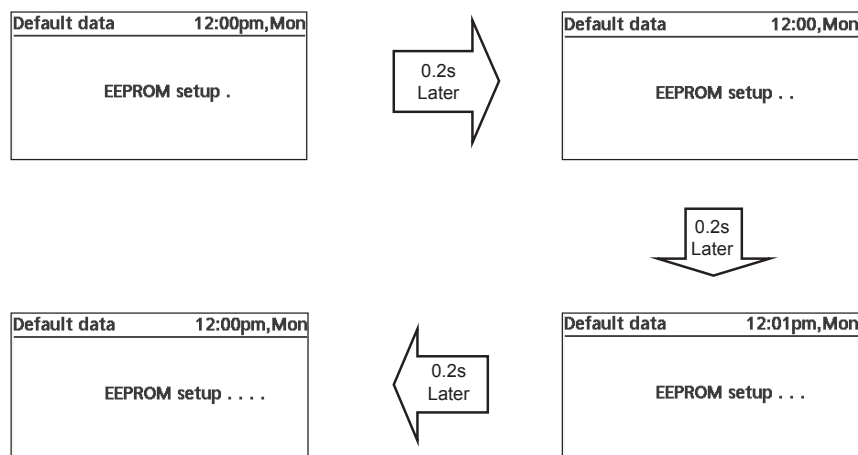 Default data 12:00pm,Mon
EEPROM setup .
0.2s
Later
Default data 12:00,Mon
EEPROM setup . .
0.2s
Later
Default data 12:01pm,Mon
EEPROM setup . . .
0.2s
Later
Default data 12:00pm,Mon
EEPROM setup . . . .